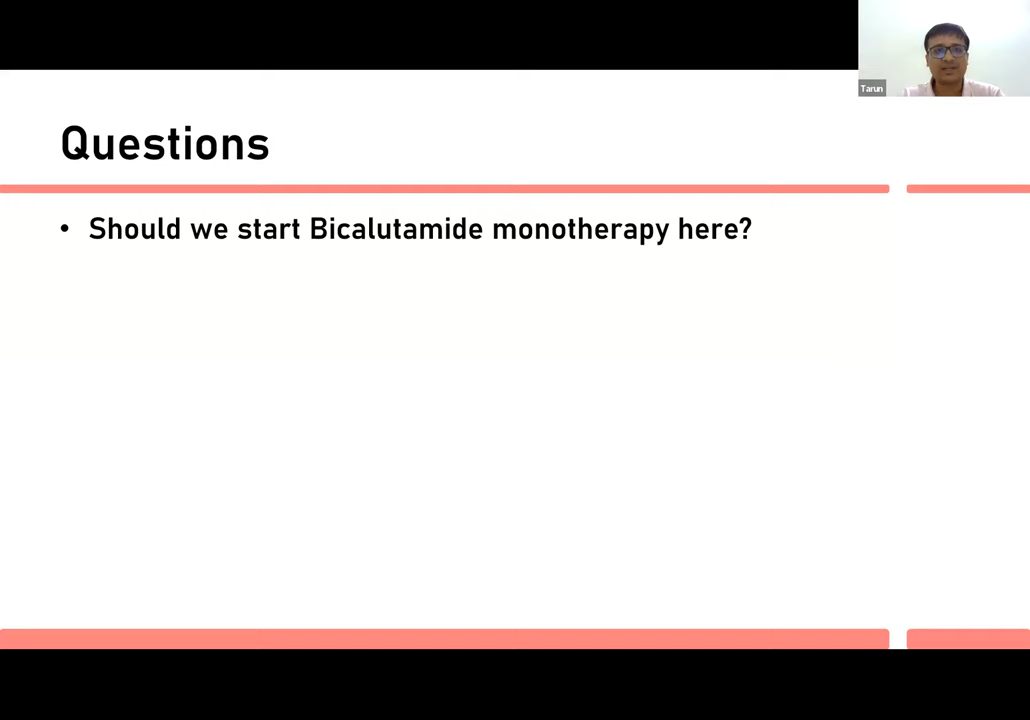 Tarun
Questions
• Should we start Bicalutamide monotherapy here?